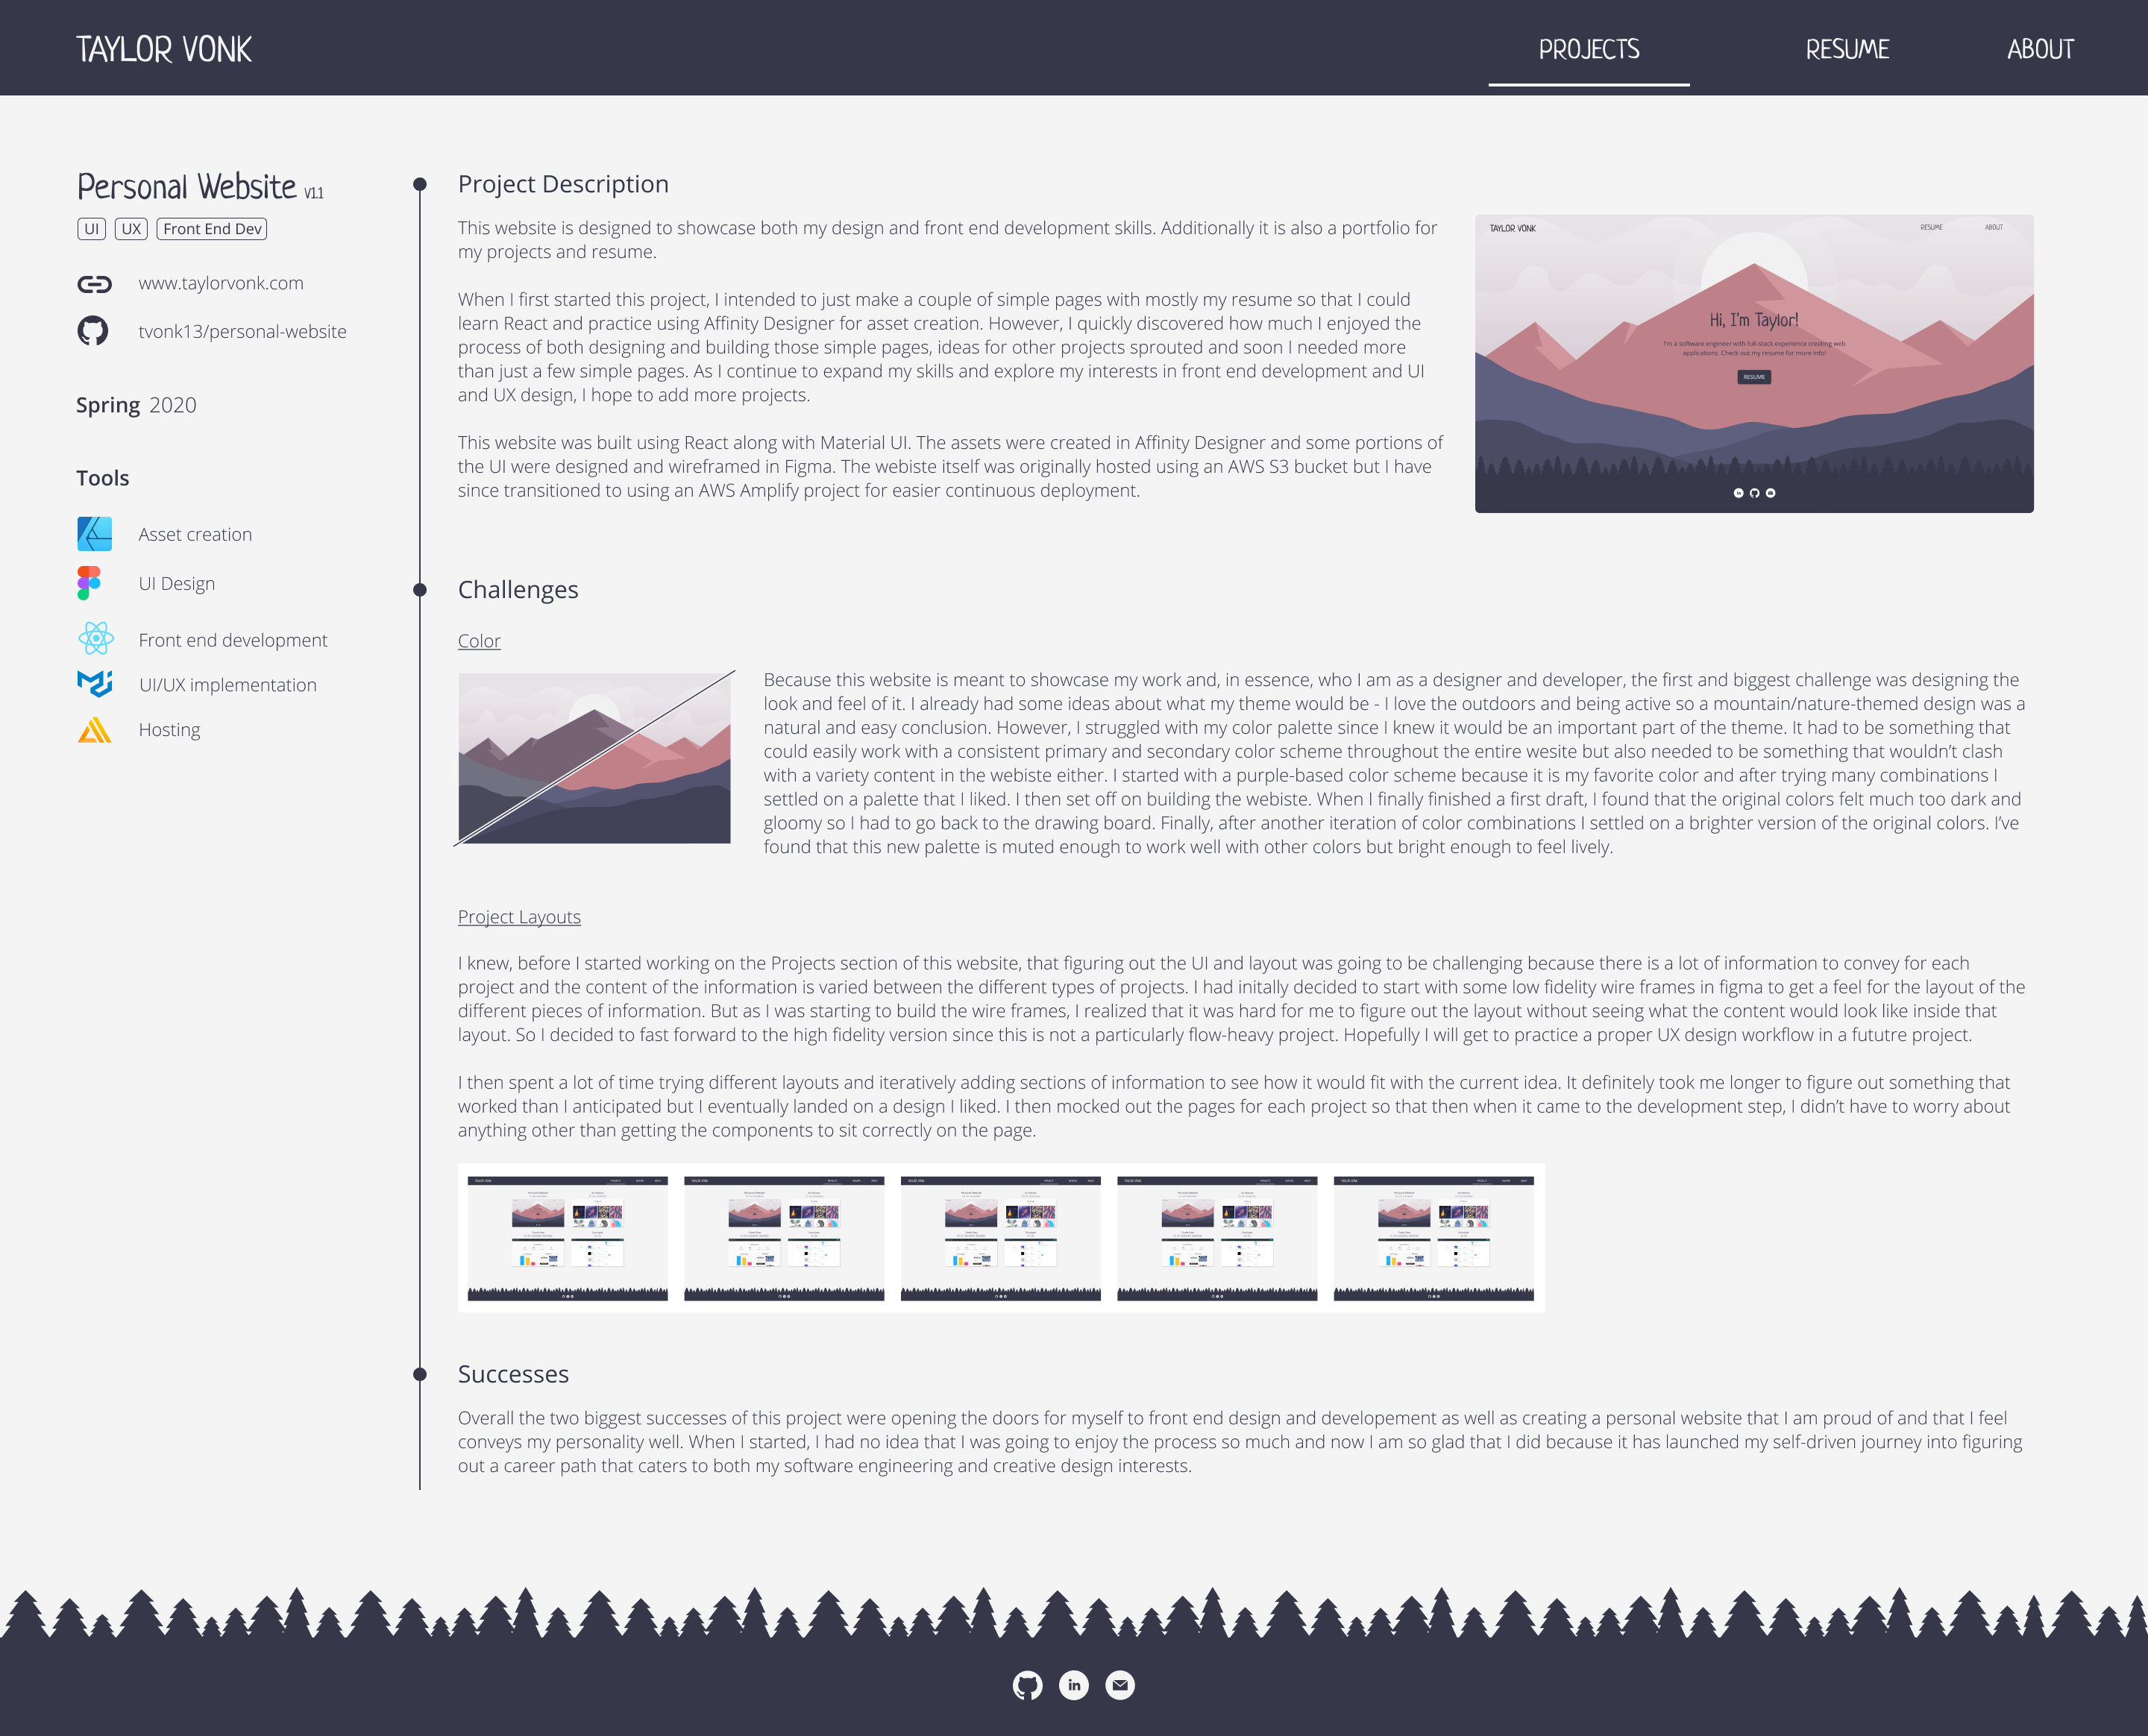 TAYLOR VONK
PROJECTS
RESUME
ABOUT
Personal Website v1.1
UI
UX
Front End Dev
www.taylorvonk.com
tvonk13/personal-website
Spring 2020
Tools
Asset creation
UI Design
Front end development
UI/UX implementation
Hosting
Project Description
This website is designed to showcase both my design and front end development skills. Additionally it is also a portfolio for
my projects and resume.
When I first started this project, I intended to just make a couple of simple pages with mostly my resume so that I could
learn React and practice using Affinity Designer for asset creation. However, I quickly discovered how much I enjoyed the
process of both designing and building those simple pages, ideas for other projects sprouted and soon I needed more
than just a few simple pages. As I continue to expand my skills and explore my interests in front end development and UI
and UX design, I hope to add more projects.
This website was built using React along with Material UI. The assets were created in Affinity Designer and some portions of
the UI were designed and wireframed in Figma. The webiste itself was originally hosted using an AWS S3 bucket but I have
since transitioned to using an AWS Amplify project for easier continuous deployment.
TAYLOR VONK
RESUME
ABOUT
Hi, I'm Taylor!
I'm a software engineer with full-stack experience creating web
applications. Check out my resume for more info!
RESUME
Challenges
Color
Because this website is meant to showcase my work and, in essence, who I am as a designer and developer, the first and biggest challenge was designing the
look and feel of it. I already had some ideas about what my theme would be - I love the outdoors and being active so a mountain/nature-themed design was a
natural and easy conclusion. However, I struggled with my color palette since I knew it would be an important part of the theme. It had to be something that
could easily work with a consistent primary and secondary color scheme throughout the entire wesite but also needed to be something that wouldn't clash
with a variety content in the webiste either. I started with a purple-based color scheme because it is my favorite color and after trying many combinations I
settled on a palette that I liked. I then set off on building the webiste. When I finally finished a first draft, I found that the original colors felt much too dark and
gloomy so I had to go back to the drawing board. Finally, after another iteration of color combinations I settled on a brighter version of the original colors. I've
found that this new palette is muted enough to work well with other colors but bright enough to feel lively.
Project Layouts
I knew, before I started working on the Projects section of this website, that figuring out the UI and layout was going to be challenging because there is a lot of information to convey for each
project and the content of the information is varied between the different types of projects. I had initally decided to start with some low fidelity wire frames in figma to get a feel for the layout of the
different pieces of information. But as I was starting to build the wire frames, I realized that it was hard for me to figure out the layout without seeing what the content would look like inside that
layout. So I decided to fast forward to the high fidelity version since this is not a particularly flow-heavy project. Hopefully I will get to practice a proper UX design workflow in a fututre project.
I then spent a lot of time trying different layouts and iteratively adding sections of information to see how it would fit with the current idea. It definitely took me longer to figure out something that
worked than I anticipated but I eventually landed on a design I liked. I then mocked out the pages for each project so that then when it came to the development step, I didn't have to worry about
anything other than getting the components to sit correctly on the page.
Successes
Overall the two biggest successes of this project were opening the doors for myself to front end design and developement as well as creating a personal website that I am proud of and that I feel
conveys my personality well. When I started, I had no idea that I was going to enjoy the process so much and now I am so glad that I did because it has launched my self-driven journey into figuring
out a career path that caters to both my software engineering and creative design interests.
in